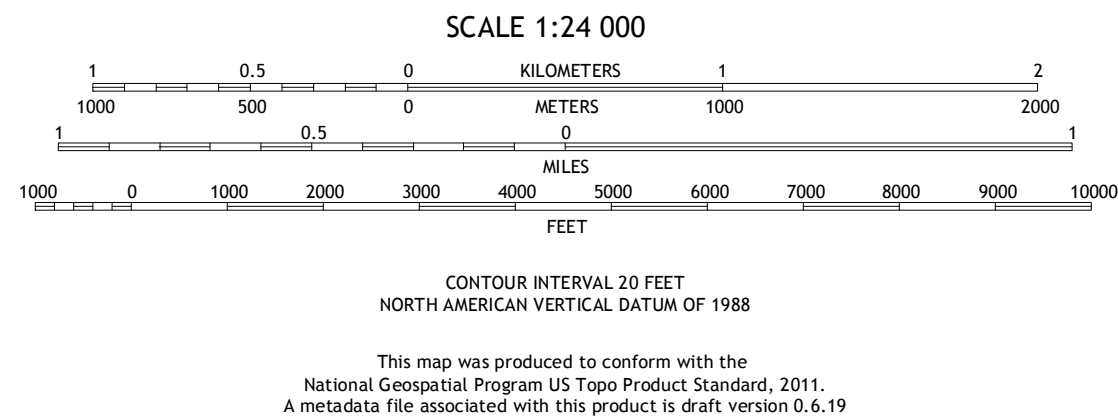 SCALE 1:24 000
1 0.5 0 KILOMETERS 1 2
1000 500 0 METERS 1000 2000
1 0.5 0 1
MILES
1000 0 1000 2000 3000 4000 5000 6000 7000 8000 9000 10000
FEET
CONTOUR INTERVAL 20 FEET
NORTH AMERICAN VERTICAL DATUM OF 1988
This map was produced to conform with the
National Geospatial Program US Topo Product Standard, 2011.
A metadata file associated with this product is draft version 0.6.19